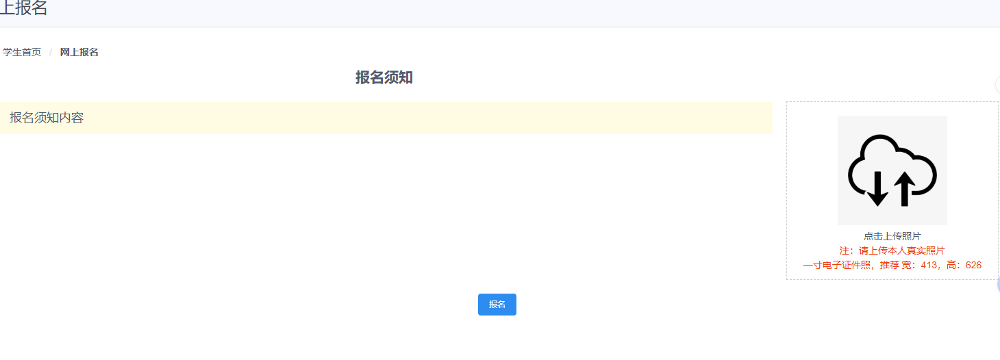 上报名
学生首页 / 网上报名
报名须知
报名须知内容
点击上传照片
注：请上传本人真实照片
一寸电子证件照，推荐 宽：413，高：626
报名